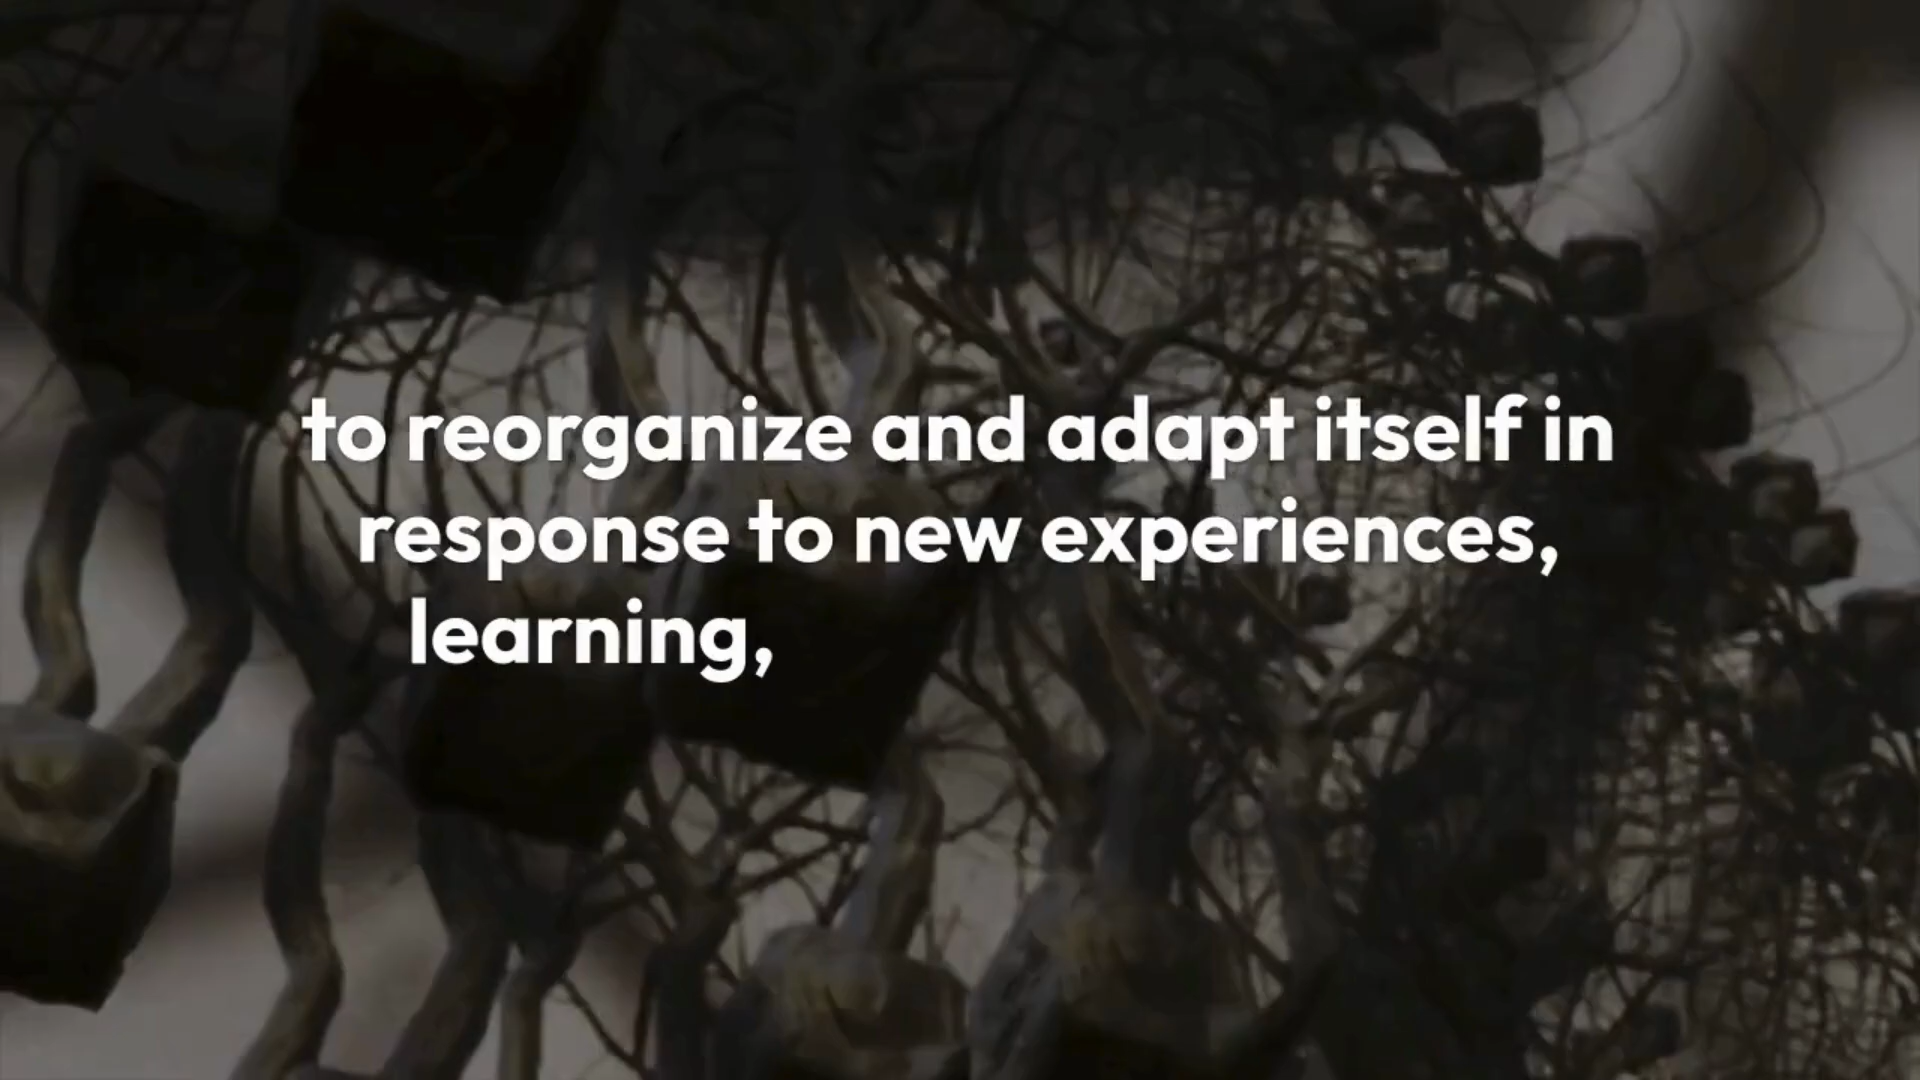 to reorganize and adapt itself in
response to new experiences,
learning,